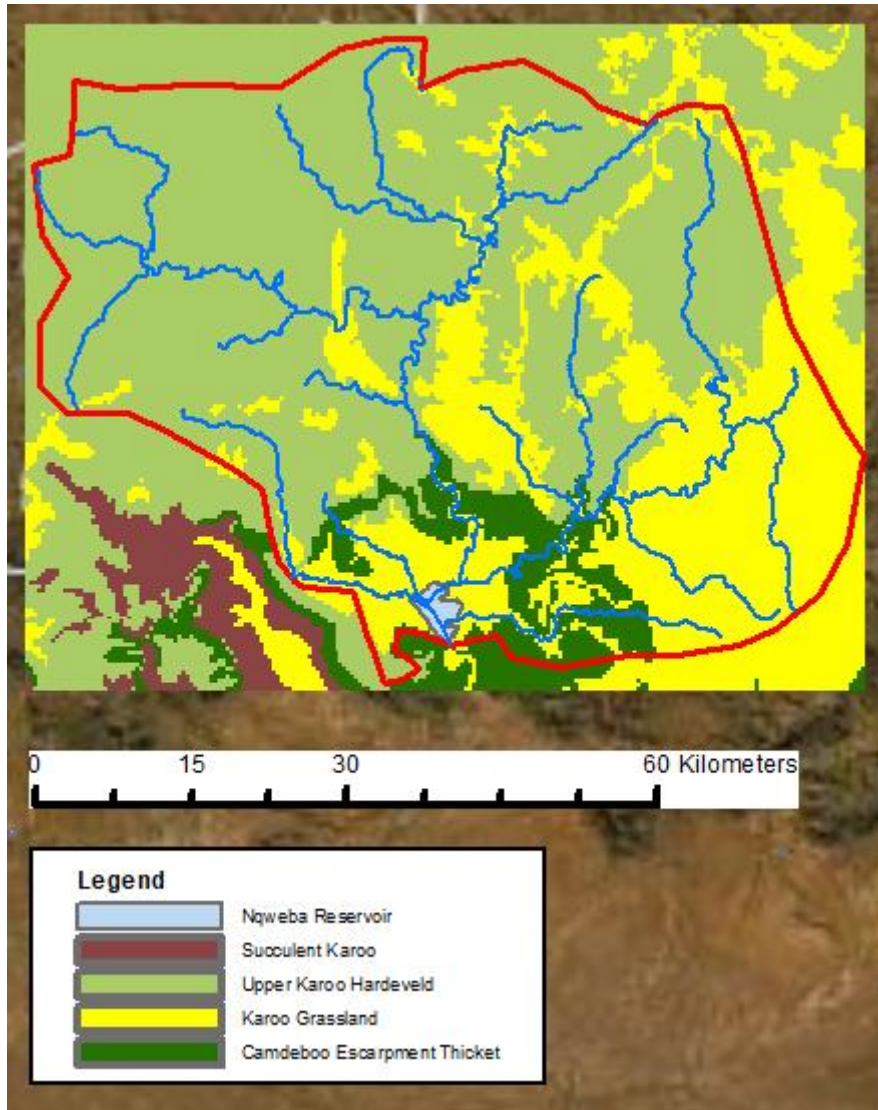 0 15 30 60 Kilometers
Legend
Nqweba Reservoir
Succulent Karoo
Upper Karoo Hardeveld
Karoo Grassland
Camdeboo Escarpment Thicket